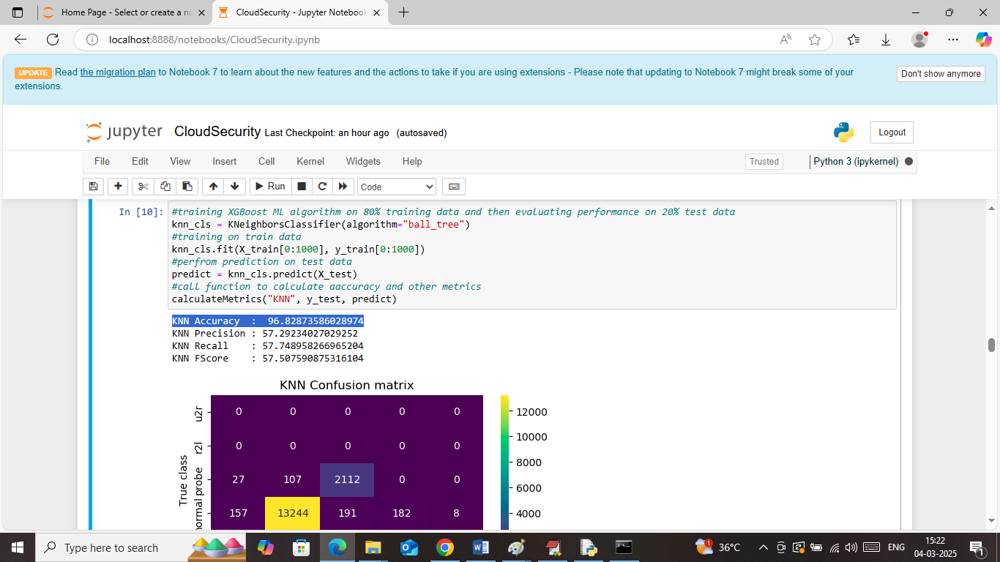 Home Page - Select or create a no
CloudSecurity - Jupyter Notebook
localhost:8888/notebooks/CloudSecurity.ipynb
UPDATE Read the migration plan to Notebook 7 to learn about the new features and the actions to take if you are using extensions - Please note that updating to Notebook 7 might break some of your
extensions.
Don't show anymore
jupyter CloudSecurity Last Checkpoint: an hour ago (autosaved)
Logout
File Edit View Insert Cell Kernel Widgets Help
Trusted
Python 3 (ipykernel)
Run
Code
In [10]:
#training XGBoost ML algorithm on 80% training data and then evaluating performance on 20% test data
knn_cls = KNeighborsClassifier(algorithm="ball_tree")
#training on train data
knn_cls.fit(X_train[0:1000], y_train[0:1000])
#perfrom prediction on test data
predict = knn_cls.predict(X_test)
#call function to calculate aaccuracy and other metrics
calculateMetrics("KNN", y_test, predict)
KNN Accuracy  :  96.82873586028974
KNN Precision : 57.29234027029252
KNN Recall    : 57.748958266965204
KNN FScore    : 57.507590875316104
KNN Confusion matrix
True class
u2r 0 0 0 0 0
r2l 0 0 0 0 0
probe 27 107 2112 0 0
normal 157 13244 191 182 8
12000
10000
8000
6000
4000
Type here to search
1
36°C
ENG
15:22
04-03-2025
1